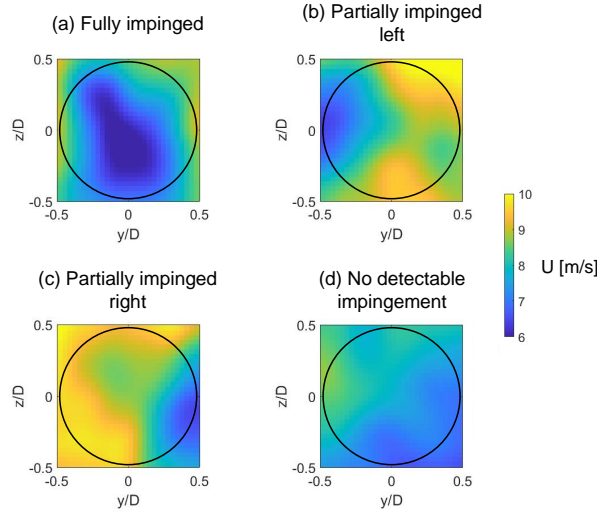 (a) Fully impinged
(b) Partially impinged
left
0.5
0
-0.5
z/D
-0.5
0
0.5
y/D
0.5
0
-0.5
z/D
-0.5
0
0.5
y/D
10
9
8
7
6
U [m/s]
(c) Partially impinged
right
(d) No detectable
impingement
0.5
0
-0.5
z/D
-0.5
0
0.5
y/D
0.5
0
-0.5
z/D
-0.5
0
0.5
y/D